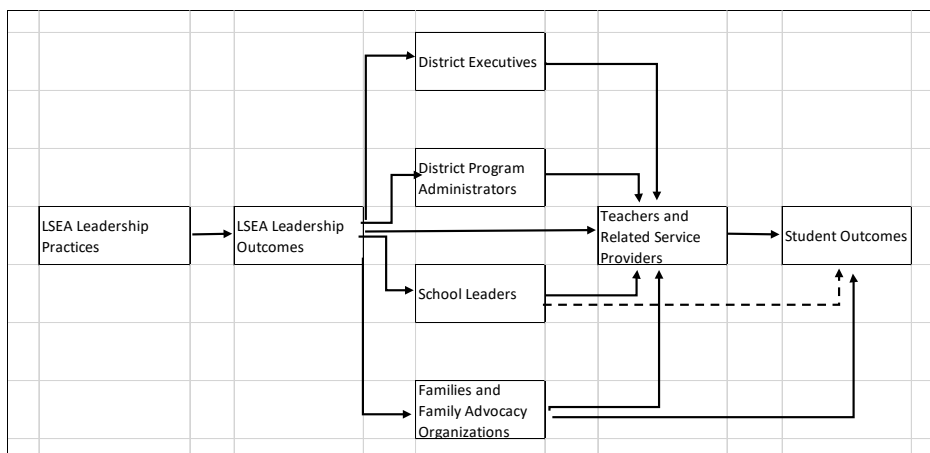 District Executives
District Program
Administrators
LSEA Leadership
Practices
LSEA Leadership
Outcomes
Teachers and
Related Service
Providers
Student Outcomes
School Leaders
Families and
Family Advocacy
Organizations